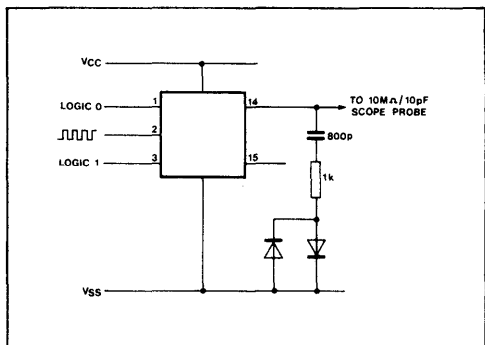 VCC
LOGIC 0
1
14
TO 10MΩ/10pF
SCOPE PROBE
2
800p
LOGIC 1
3
15
1k
VSS